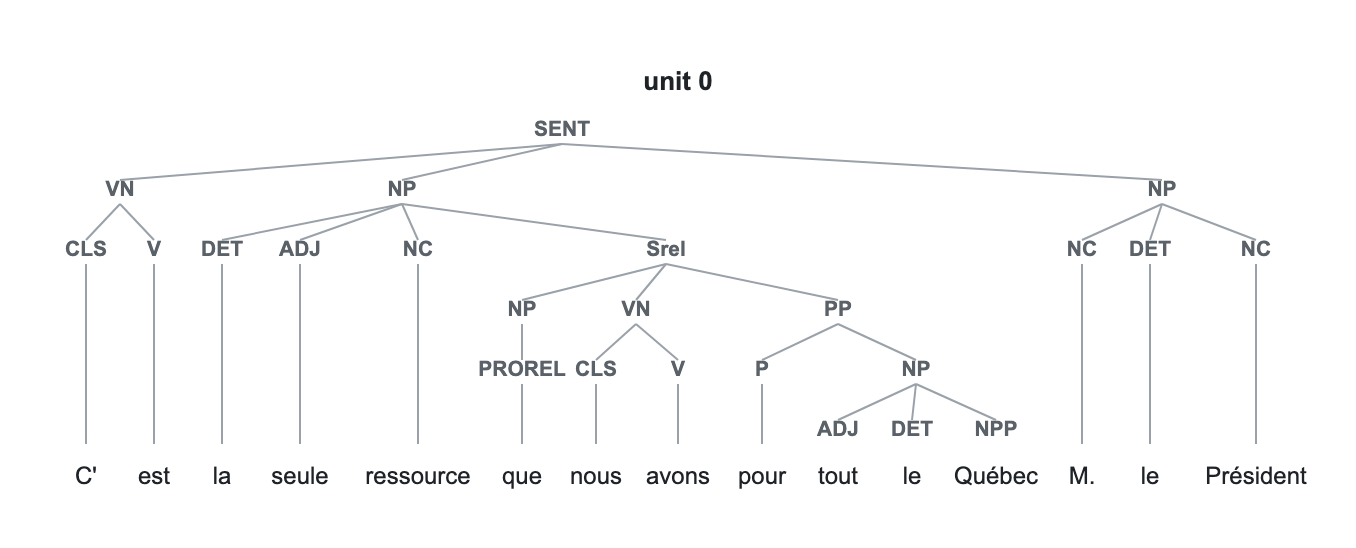 unit 0
SENT
VN NP NP
CLS V DET ADJ NC Srel NC DET NC
NP VN PP
PROREL CLS V P NP
ADJ DET NPP
C' est la seule ressource que nous avons pour tout le Québec M. le Président